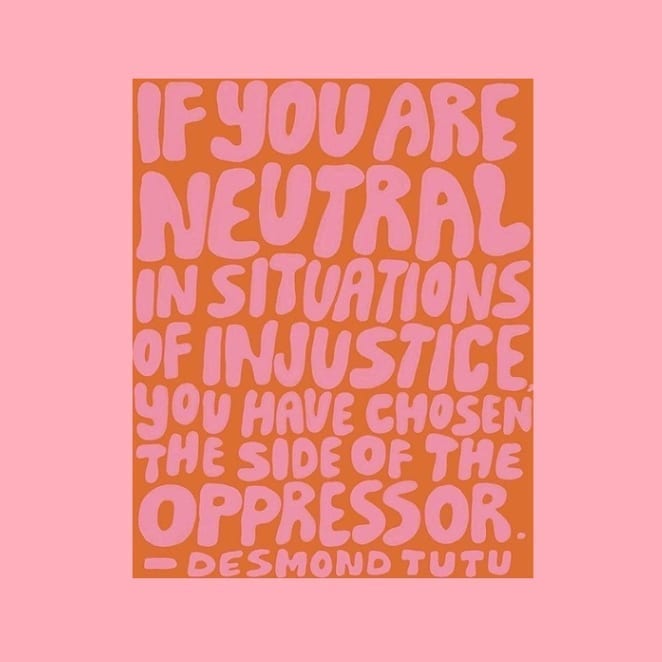 IF YOU ARE
NEUTRAL
IN SITUATIONS
OF INJUSTICE,
YOU HAVE CHOSEN
THE SIDE OF THE
OPPRESSOR.
— DESMOND TUTU